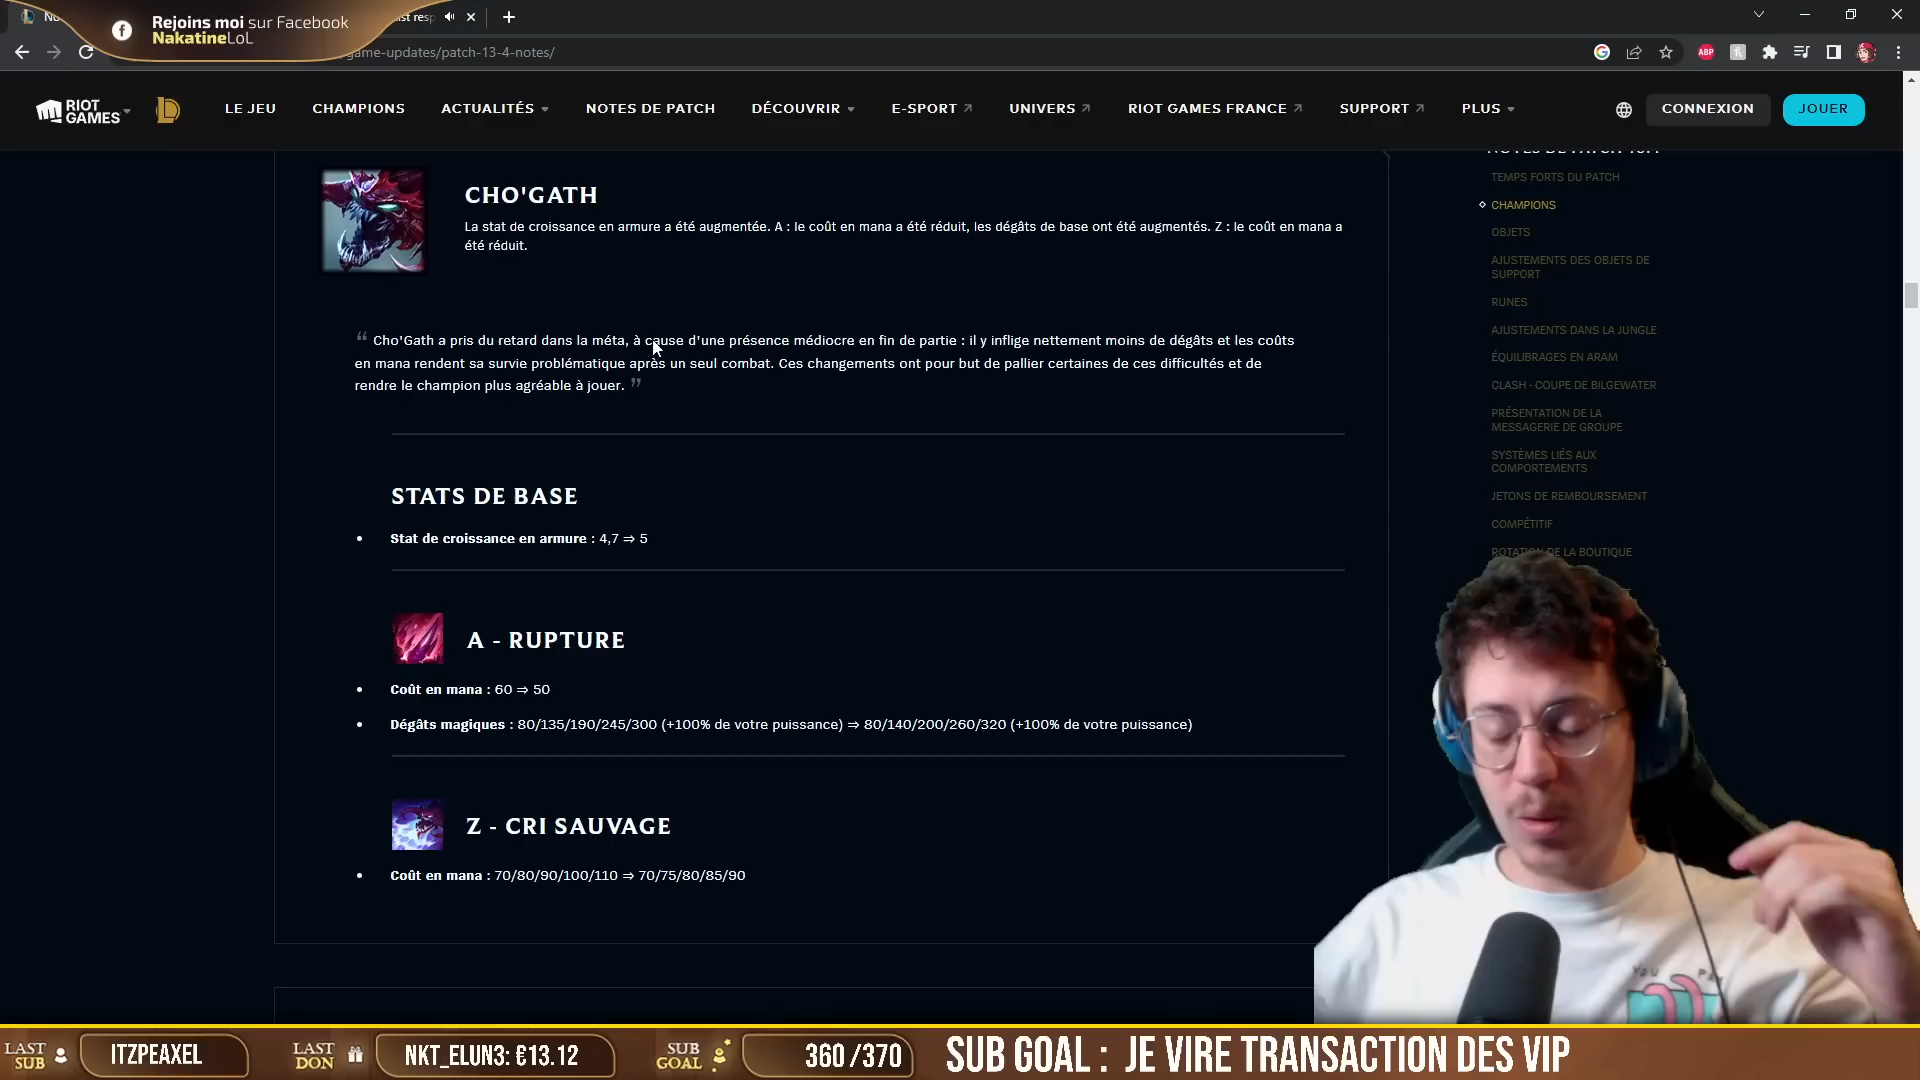 Rejoins moi sur Facebook
NakatineLoL
game-updates/patch-13-4-notes/
ABP
RIOT GAMES
LE JEU
CHAMPIONS
ACTUALITÉS
NOTES DE PATCH
DÉCOUVRIR
E-SPORT
UNIVERS
RIOT GAMES FRANCE
SUPPORT
PLUS
CONNEXION
JOUER
CHO'GATH
La stat de croissance en armure a été augmentée. A : le coût en mana a été réduit, les dégâts de base ont été augmentés. Z : le coût en mana a
été réduit.
“ Cho'Gath a pris du retard dans la méta, à cause d'une présence médiocre en fin de partie : il y inflige nettement moins de dégâts et les coûts
en mana rendent sa survie problématique après un seul combat. Ces changements ont pour but de pallier certaines de ces difficultés et de
rendre le champion plus agréable à jouer. ”
STATS DE BASE
• Stat de croissance en armure : 4,7 ⇒ 5
A - RUPTURE
• Coût en mana : 60 ⇒ 50
• Dégâts magiques : 80/135/190/245/300 (+100% de votre puissance) ⇒ 80/140/200/260/320 (+100% de votre puissance)
Z - CRI SAUVAGE
• Coût en mana : 70/80/90/100/110 ⇒ 70/75/80/85/90
TEMPS FORTS DU PATCH
CHAMPIONS
OBJETS
AJUSTEMENTS DES OBJETS DE
SUPPORT
RUNES
AJUSTEMENTS DANS LA JUNGLE
ÉQUILIBRAGES EN ARAM
CLASH - COUPE DE BILGEWATER
PRÉSENTATION DE LA
MESSAGERIE DE GROUPE
SYSTÈMES LIÉS AUX
COMPORTEMENTS
JETONS DE REMBOURSEMENT
COMPÉTITIF
ROTATION DE LA BOUTIQUE
LAST SUB
ITZPEAXEL
LAST DON
NKT_ELUN3: €13.12
SUB GOAL
360 /370
SUB GOAL : JE VIRE TRANSACTION DES VIP